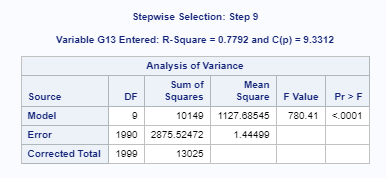 Stepwise Selection: Step 9
Variable G13 Entered: R-Square = 0.7792 and C(p) = 9.3312
Analysis of Variance
Source DF Sum of Squares Mean Square F Value Pr > F
Model 9 10149 1127.68545 780.41 <.0001
Error 1990 2875.52472 1.44499
Corrected Total 1999 13025